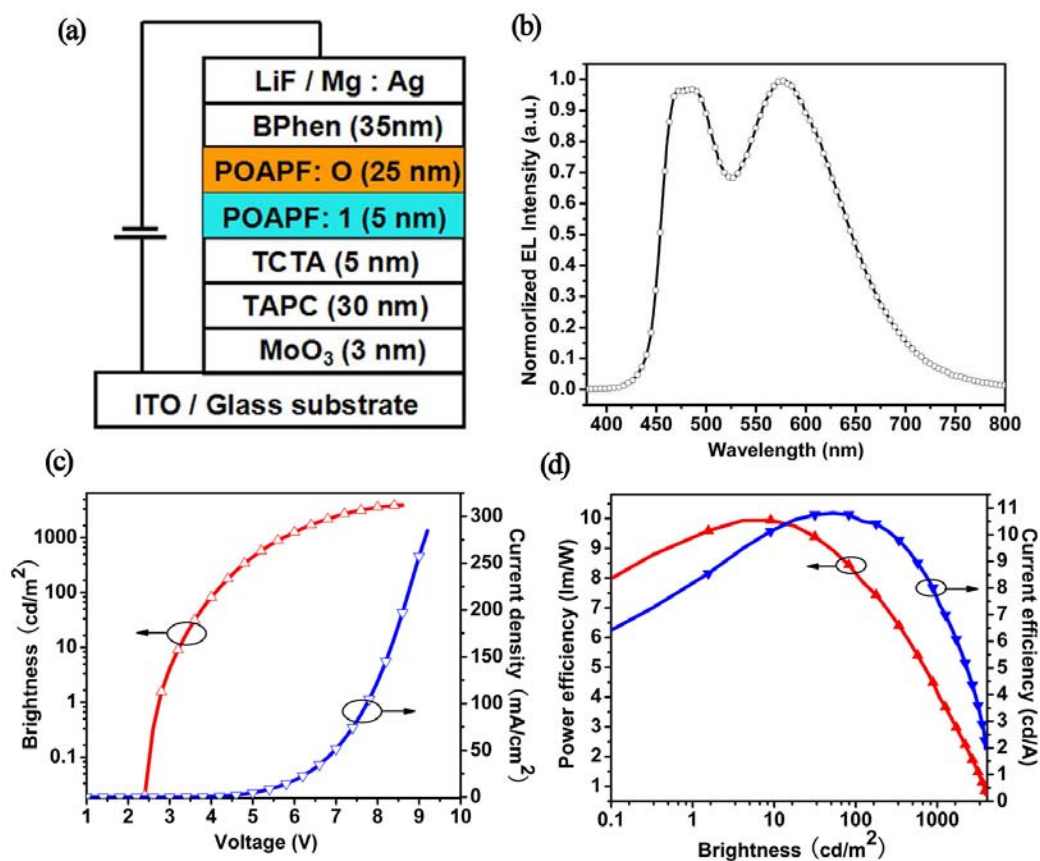 (a)
LiF / Mg : Ag
BPhen (35nm)
POAPF: O (25 nm)
POAPF: 1 (5 nm)
TCTA (5 nm)
TAPC (30 nm)
MoO₃ (3 nm)
ITO / Glass substrate
(b)
Normorlized EL Intensity (a.u.)
1.0
0.9
0.8
0.7
0.6
0.5
0.4
0.3
0.2
0.1
0.0
400 450 500 550 600 650 700 750 800
Wavelength (nm)
(c)
Brightness (cd/m²)
1000
100
10
1
0.1
300
250
200
150
100
50
0
Current density (mA/cm²)
1 2 3 4 5 6 7 8 9 10
Voltage (V)
(d)
Power efficiency (lm/W)
10
9
8
7
6
5
4
3
2
1
11
10
9
8
7
6
5
4
3
2
1
0
Current efficiency (cd/A)
0.1 1 10 100 1000
Brightness (cd/m²)